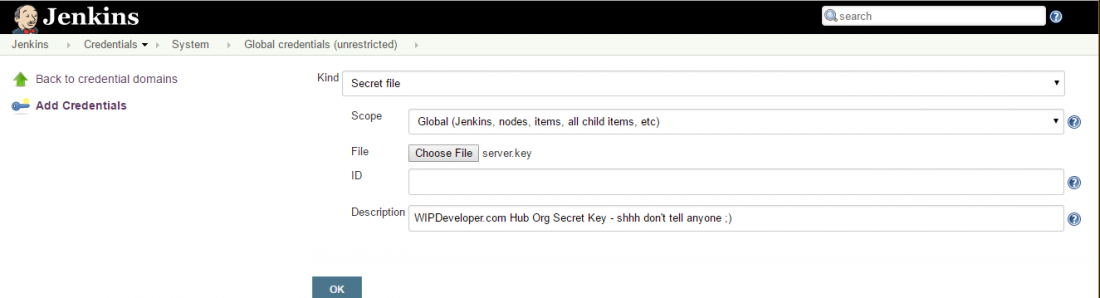 Jenkins
search
Jenkins Credentials System Global credentials (unrestricted)
Back to credential domains
Add Credentials
Kind Secret file
Scope Global (Jenkins, nodes, items, all child items, etc)
File Choose File server.key
ID
Description WIPDeveloper.com Hub Org Secret Key - shhh don't tell anyone ;)
OK